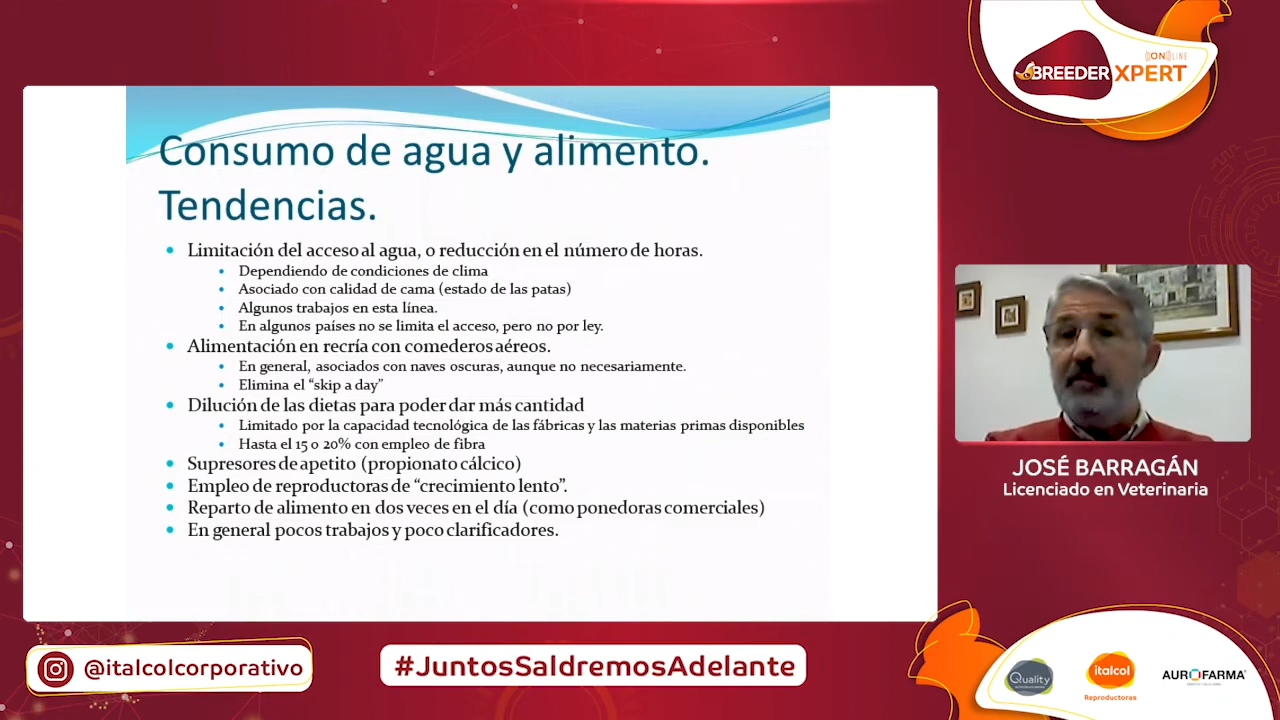 Consumo de agua y alimento.
Tendencias.
Limitación del acceso al agua, o reducción en el número de horas.
Dependiendo de condiciones de clima
Asociado con calidad de cama (estado de las patas)
Algunos trabajos en esta línea.
En algunos países no se limita el acceso, pero no por ley.
Alimentación en recría con comederos aéreos.
En general, asociados con naves oscuras, aunque no necesariamente.
Elimina el “skip a day”
Dilución de las dietas para poder dar más cantidad
Limitado por la capacidad tecnológica de las fábricas y las materias primas disponibles
Hasta el 15 o 20% con empleo de fibra
Supresores de apetito (propionato cálcico)
Empleo de reproductoras de “crecimiento lento”.
Reparto de alimento en dos veces en el día (como ponedoras comerciales)
En general pocos trabajos y poco clarificadores.
ONLINE
BREEDER XPERT
JOSÉ BARRAGÁN
Licenciado en Veterinaria
@italcolcorporativo
#JuntosSaldremosAdelante
Quality
italcol
Reproductoras
AUROFARMA